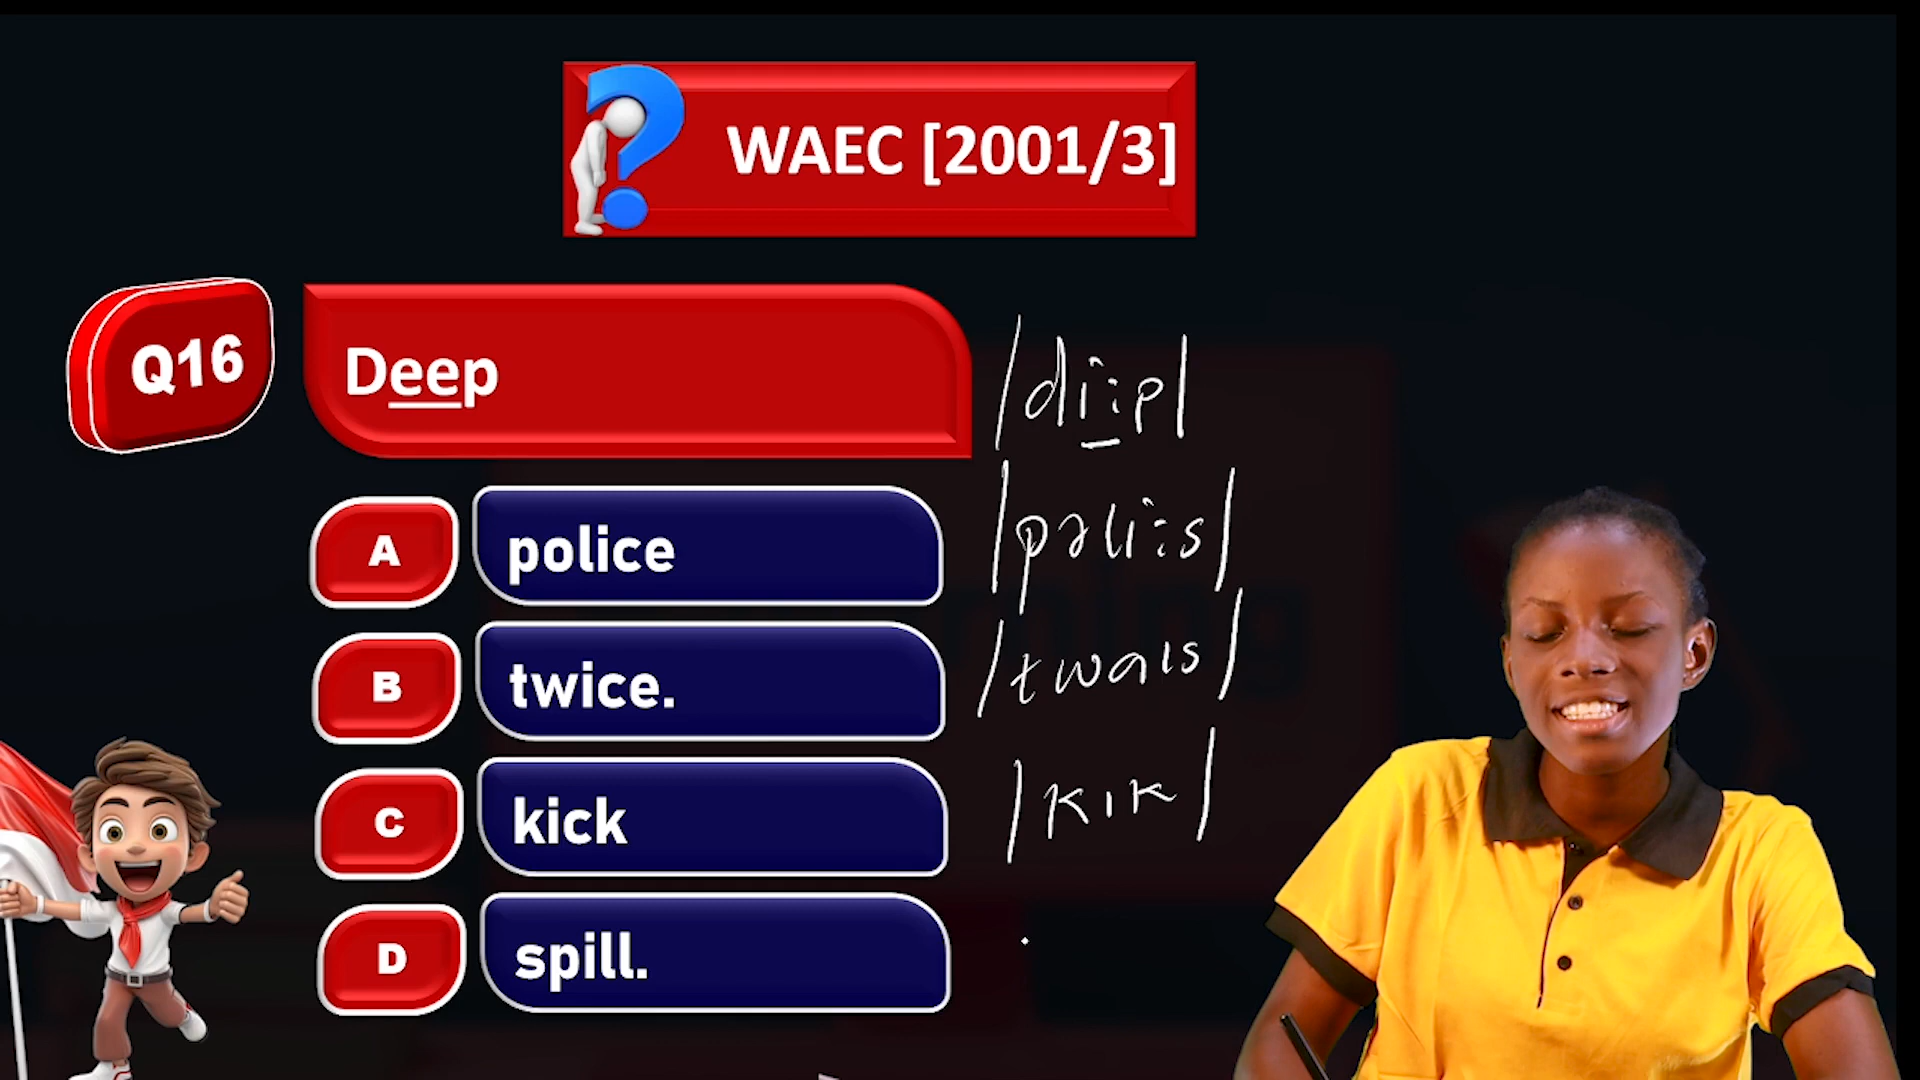 WAEC [2001/3]
Q16
Deep
/di:p/
A
police
/pəli:s/
B
twice.
/twais/
C
kick
/kik/
D
spill.